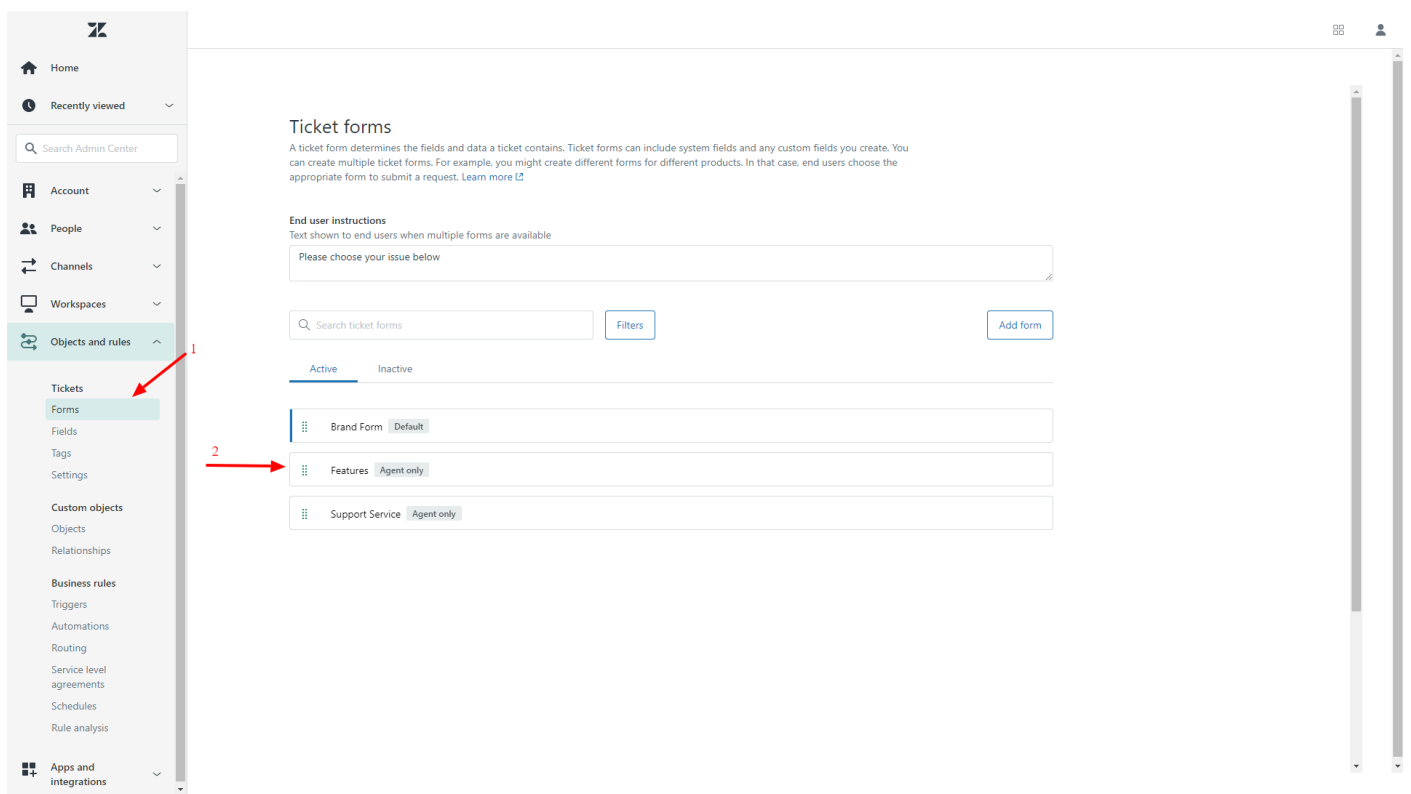 Home
Recently viewed
Search Admin Center
Account
People
Channels
Workspaces
Objects and rules
1
Tickets
Forms
Fields
Tags
Settings
Custom objects
Objects
Relationships
Business rules
Triggers
Automations
Routing
Service level
agreements
Schedules
Rule analysis
Apps and
integrations
Ticket forms
A ticket form determines the fields and data a ticket contains. Ticket forms can include system fields and any custom fields you create. You
can create multiple ticket forms. For example, you might create different forms for different products. In that case, end users choose the
appropriate form to submit a request. Learn more
End user instructions
Text shown to end users when multiple forms are available
Please choose your issue below
Search ticket forms Filters Add form
Active Inactive
Brand Form Default
2
Features Agent only
Support Service Agent only